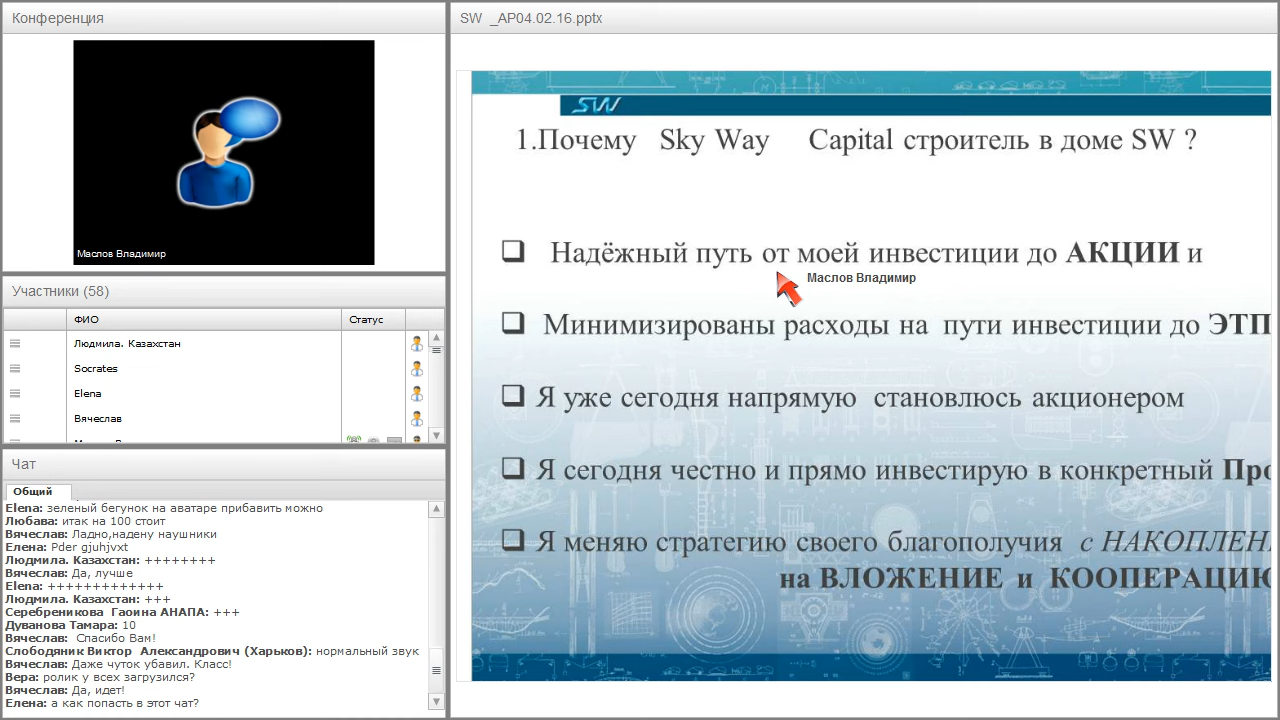 Конференция
Маслов Владимир
Участники (58)
ФИО
Статус
Людмила. Казахстан
Socrates
Elena
Вячеслав
Чат
Общий
Elena: зеленый бегунок на аватаре прибавить можно
Любава: итак на 100 стоит
Вячеслав: Ладно,надену наушники
Елена: Pder gjuhjvxt
Людмила. Казахстан: ++++++++
Вячеслав: Да, лучше
Elena: +++++++++++++
Людмила. Казахстан: +++
Серебреникова Гаоина АНАПА: +++
Дуванова Тамара: 10
Вячеслав: Спасибо Вам!
Слободяник Виктор Александрович (Харьков): нормальный звук
Вячеслав: Даже чуток убавил. Класс!
Вера: ролик у всех загрузился?
Вячеслав: Да, идет!
Елена: а как попасть в этот чат?
SW _АР04.02.16.pptx
SW
1.Почему Sky Way Capital строитель в доме SW ?
Надёжный путь от моей инвестиции до АКЦИИ и
Маслов Владимир
Минимизированы расходы на пути инвестиции до ЭТП
Я уже сегодня напрямую становлюсь акционером
Я сегодня честно и прямо инвестирую в конкретный Про
Я меняю стратегию своего благополучия с НАКОПЛЕН
на ВЛОЖЕНИЕ и КООПЕРАЦИЮ